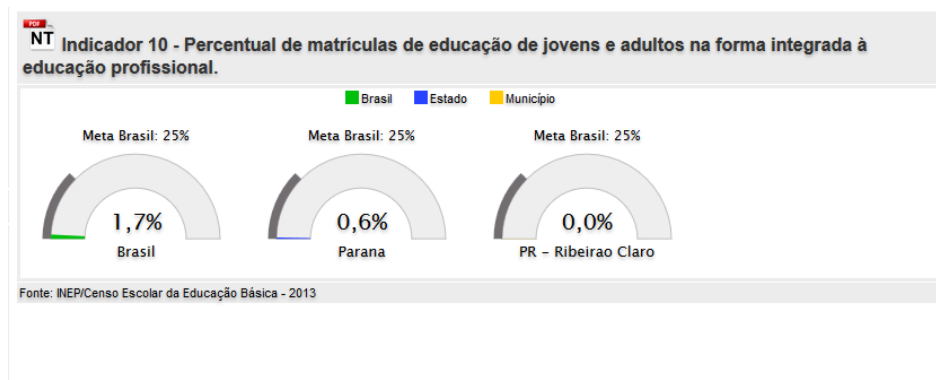 PDF
NT
Indicador 10 - Percentual de matrículas de educação de jovens e adultos na forma integrada à
educação profissional.
Brasil Estado Município
Meta Brasil: 25% Meta Brasil: 25% Meta Brasil: 25%
1,7% 0,6% 0,0%
Brasil Parana PR – Ribeirao Claro
Fonte: INEP/Censo Escolar da Educação Básica - 2013